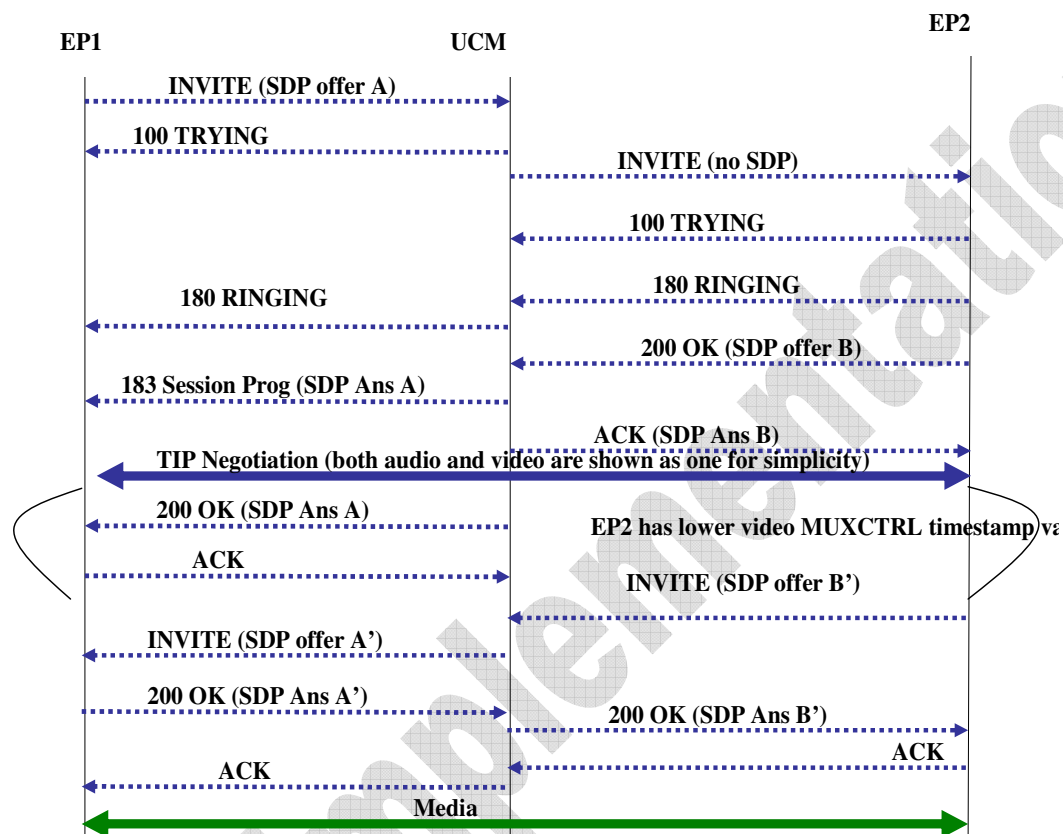 EP1
UCM
EP2
INVITE (SDP offer A)
100 TRYING
INVITE (no SDP)
100 TRYING
180 RINGING
180 RINGING
200 OK (SDP offer B)
183 Session Prog (SDP Ans A)
ACK (SDP Ans B)
TIP Negotiation (both audio and video are shown as one for simplicity)
200 OK (SDP Ans A)
EP2 has lower video MUXCTRL timestamp
ACK
INVITE (SDP offer B’)
INVITE (SDP offer A’)
200 OK (SDP Ans A’)
200 OK (SDP Ans B’)
ACK
ACK
Media